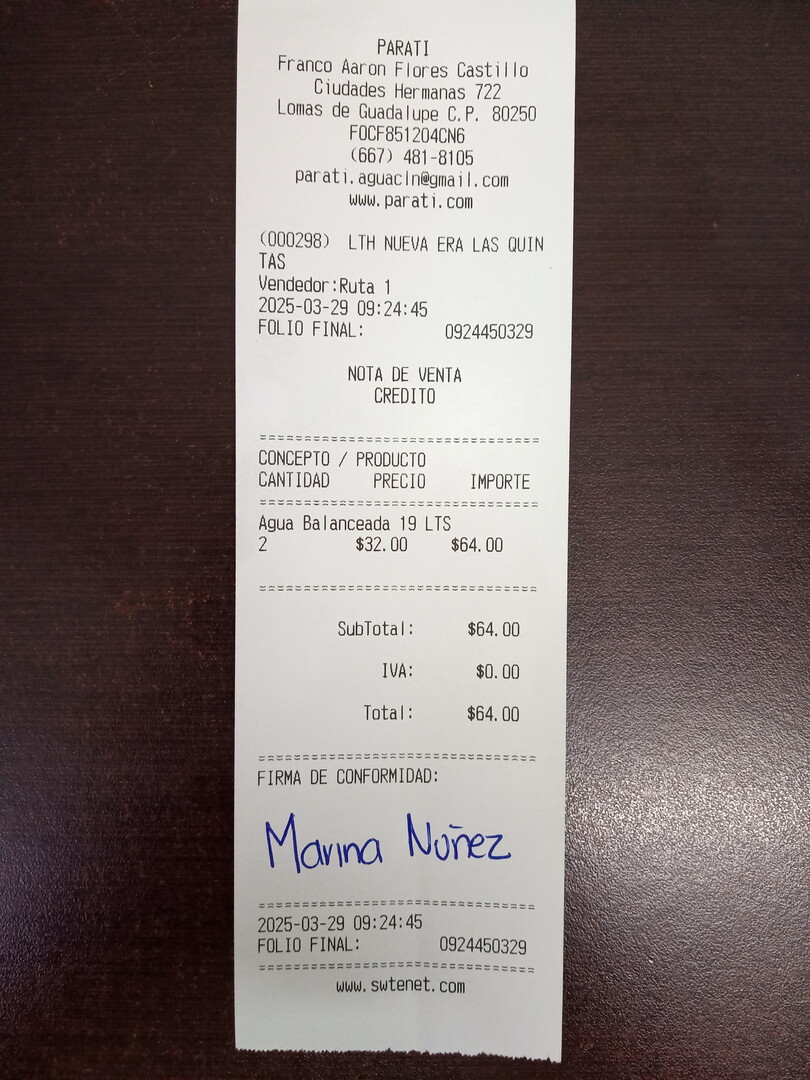 PARATI
Franco Aaron Flores Castillo
Ciudades Hermanas 722
Lomas de Guadalupe C.P. 80250
FOCF851204CN6
(667) 481-8105
parati.aguacln@gmail.com
www.parati.com
(000298) LTH NUEVA ERA LAS QUIN
TAS
Vendedor:Ruta 1
2025-03-29 09:24:45
FOLIO FINAL: 0924450329
NOTA DE VENTA
CREDITO
================================
CONCEPTO / PRODUCTO
CANTIDAD PRECIO IMPORTE
================================
Agua Balanceada 19 LTS
2 $32.00 $64.00
================================
SubTotal: $64.00
IVA: $0.00
Total: $64.00
================================
FIRMA DE CONFORMIDAD:
Marina Nuñez
================================
2025-03-29 09:24:45
FOLIO FINAL: 0924450329
================================
www.swtenet.com